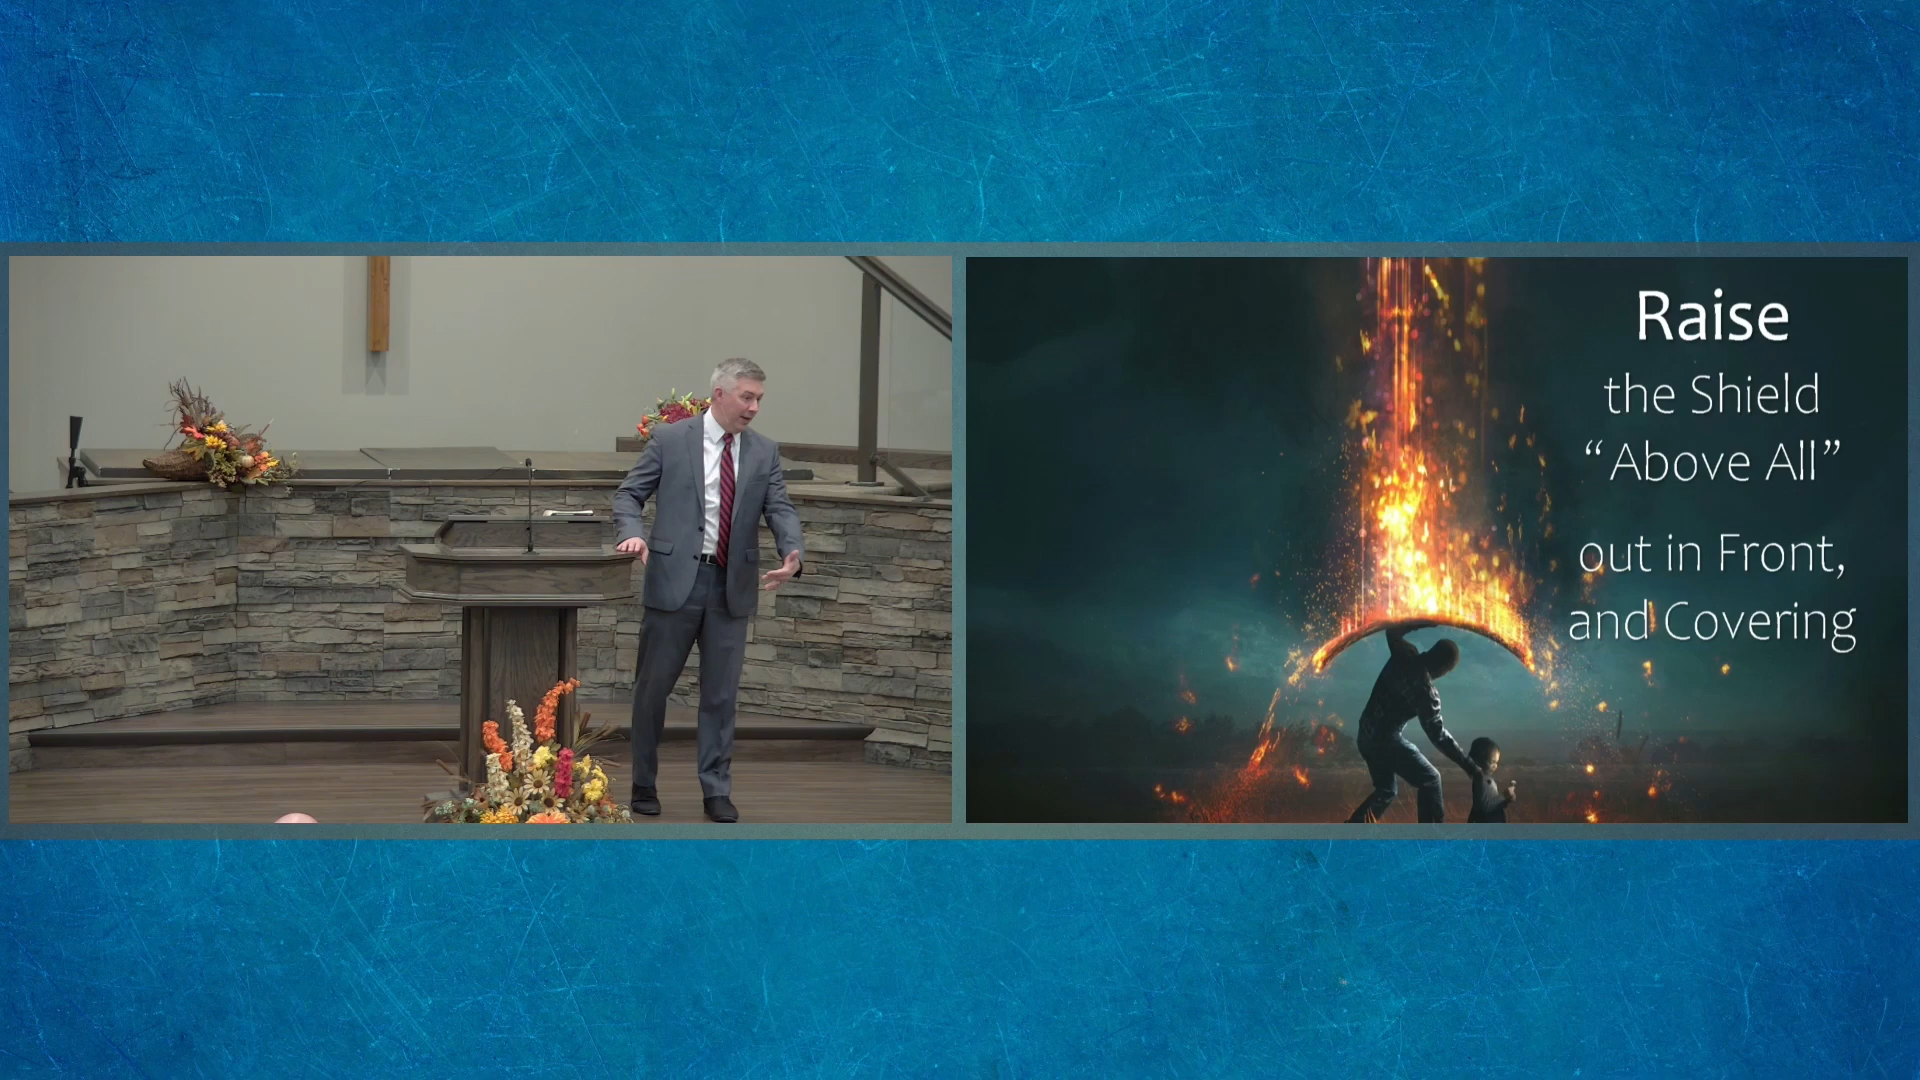 Raise
the Shield
“Above All”
out in Front,
and Covering